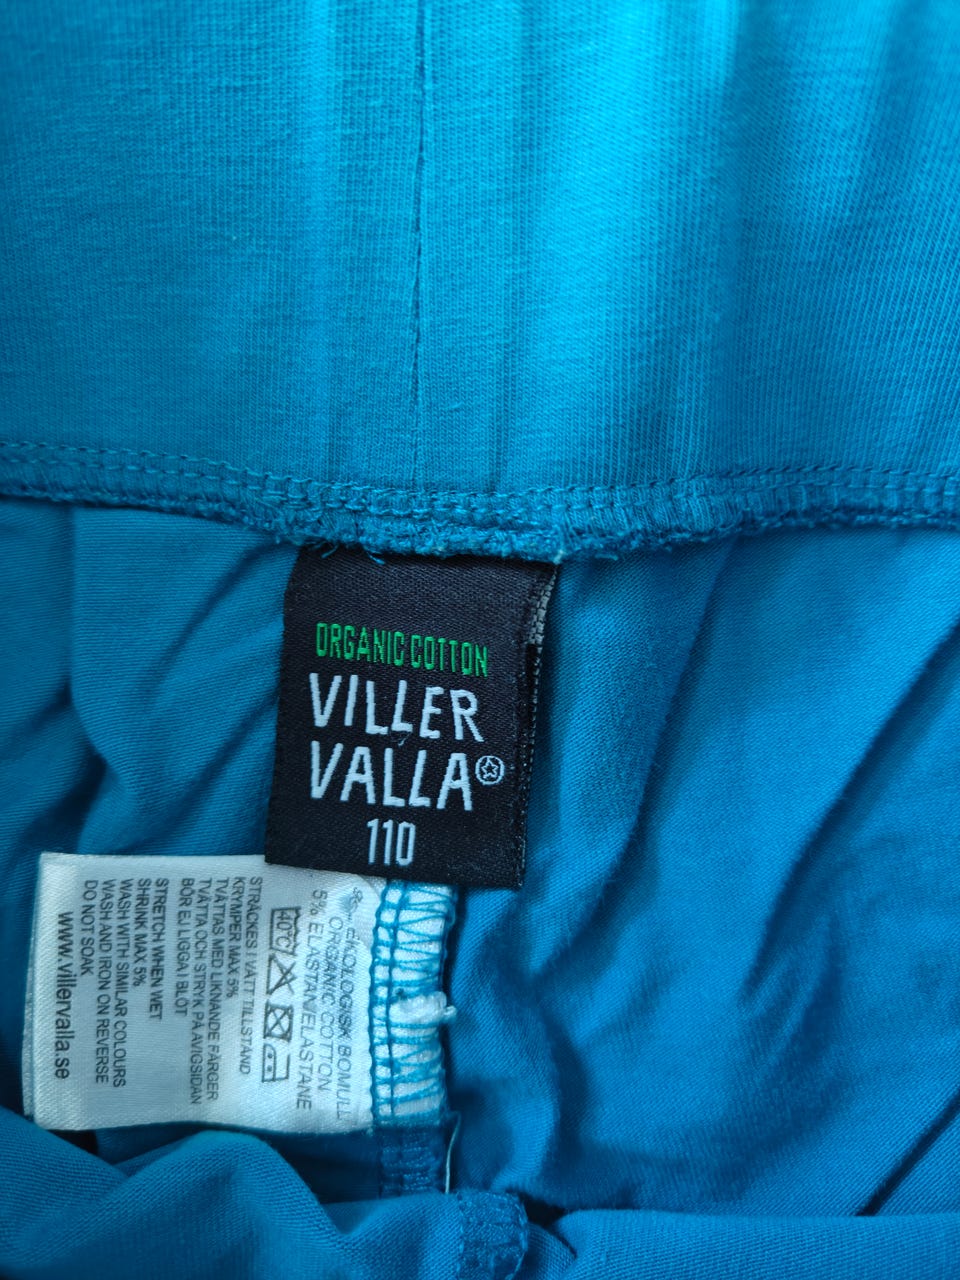 ORGANIC COTTON
VILLER
VALLA
110
EKOLOGISK BOMULL
ORGANIC COTTON
5% ELASTAN/ELASTANE
40°C
STRÄCKES I VÅTT TILLSTÅND
KRYMPER MAX 5%
TVÄTTAS MED LIKNANDE FÄRGER
TVÄTTA OCH STRYK PÅ AVIGSIDAN
BÖR EJ LIGGA I BLÖT
STRETCH WHEN WET
SHRINK MAX 5%
WASH WITH SIMILAR COLOURS
WASH AND IRON ON REVERSE
DO NOT SOAK
www.villervalla.se